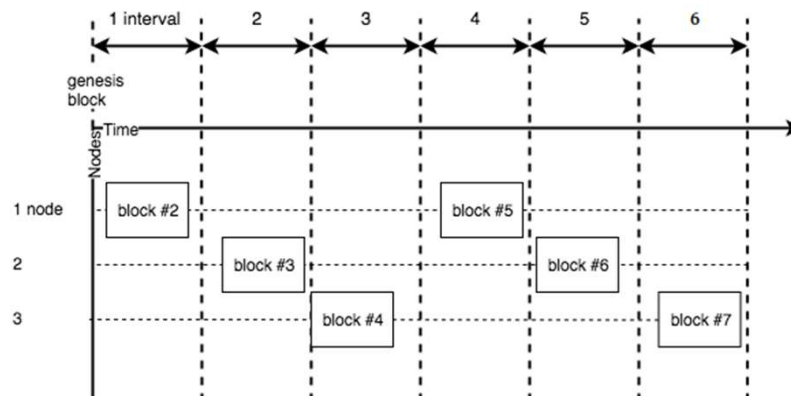 1 interval
2
3
4
5
6
genesis
block
Time
Nodes
1 node
block #2
block #5
2
block #3
block #6
3
block #4
block #7